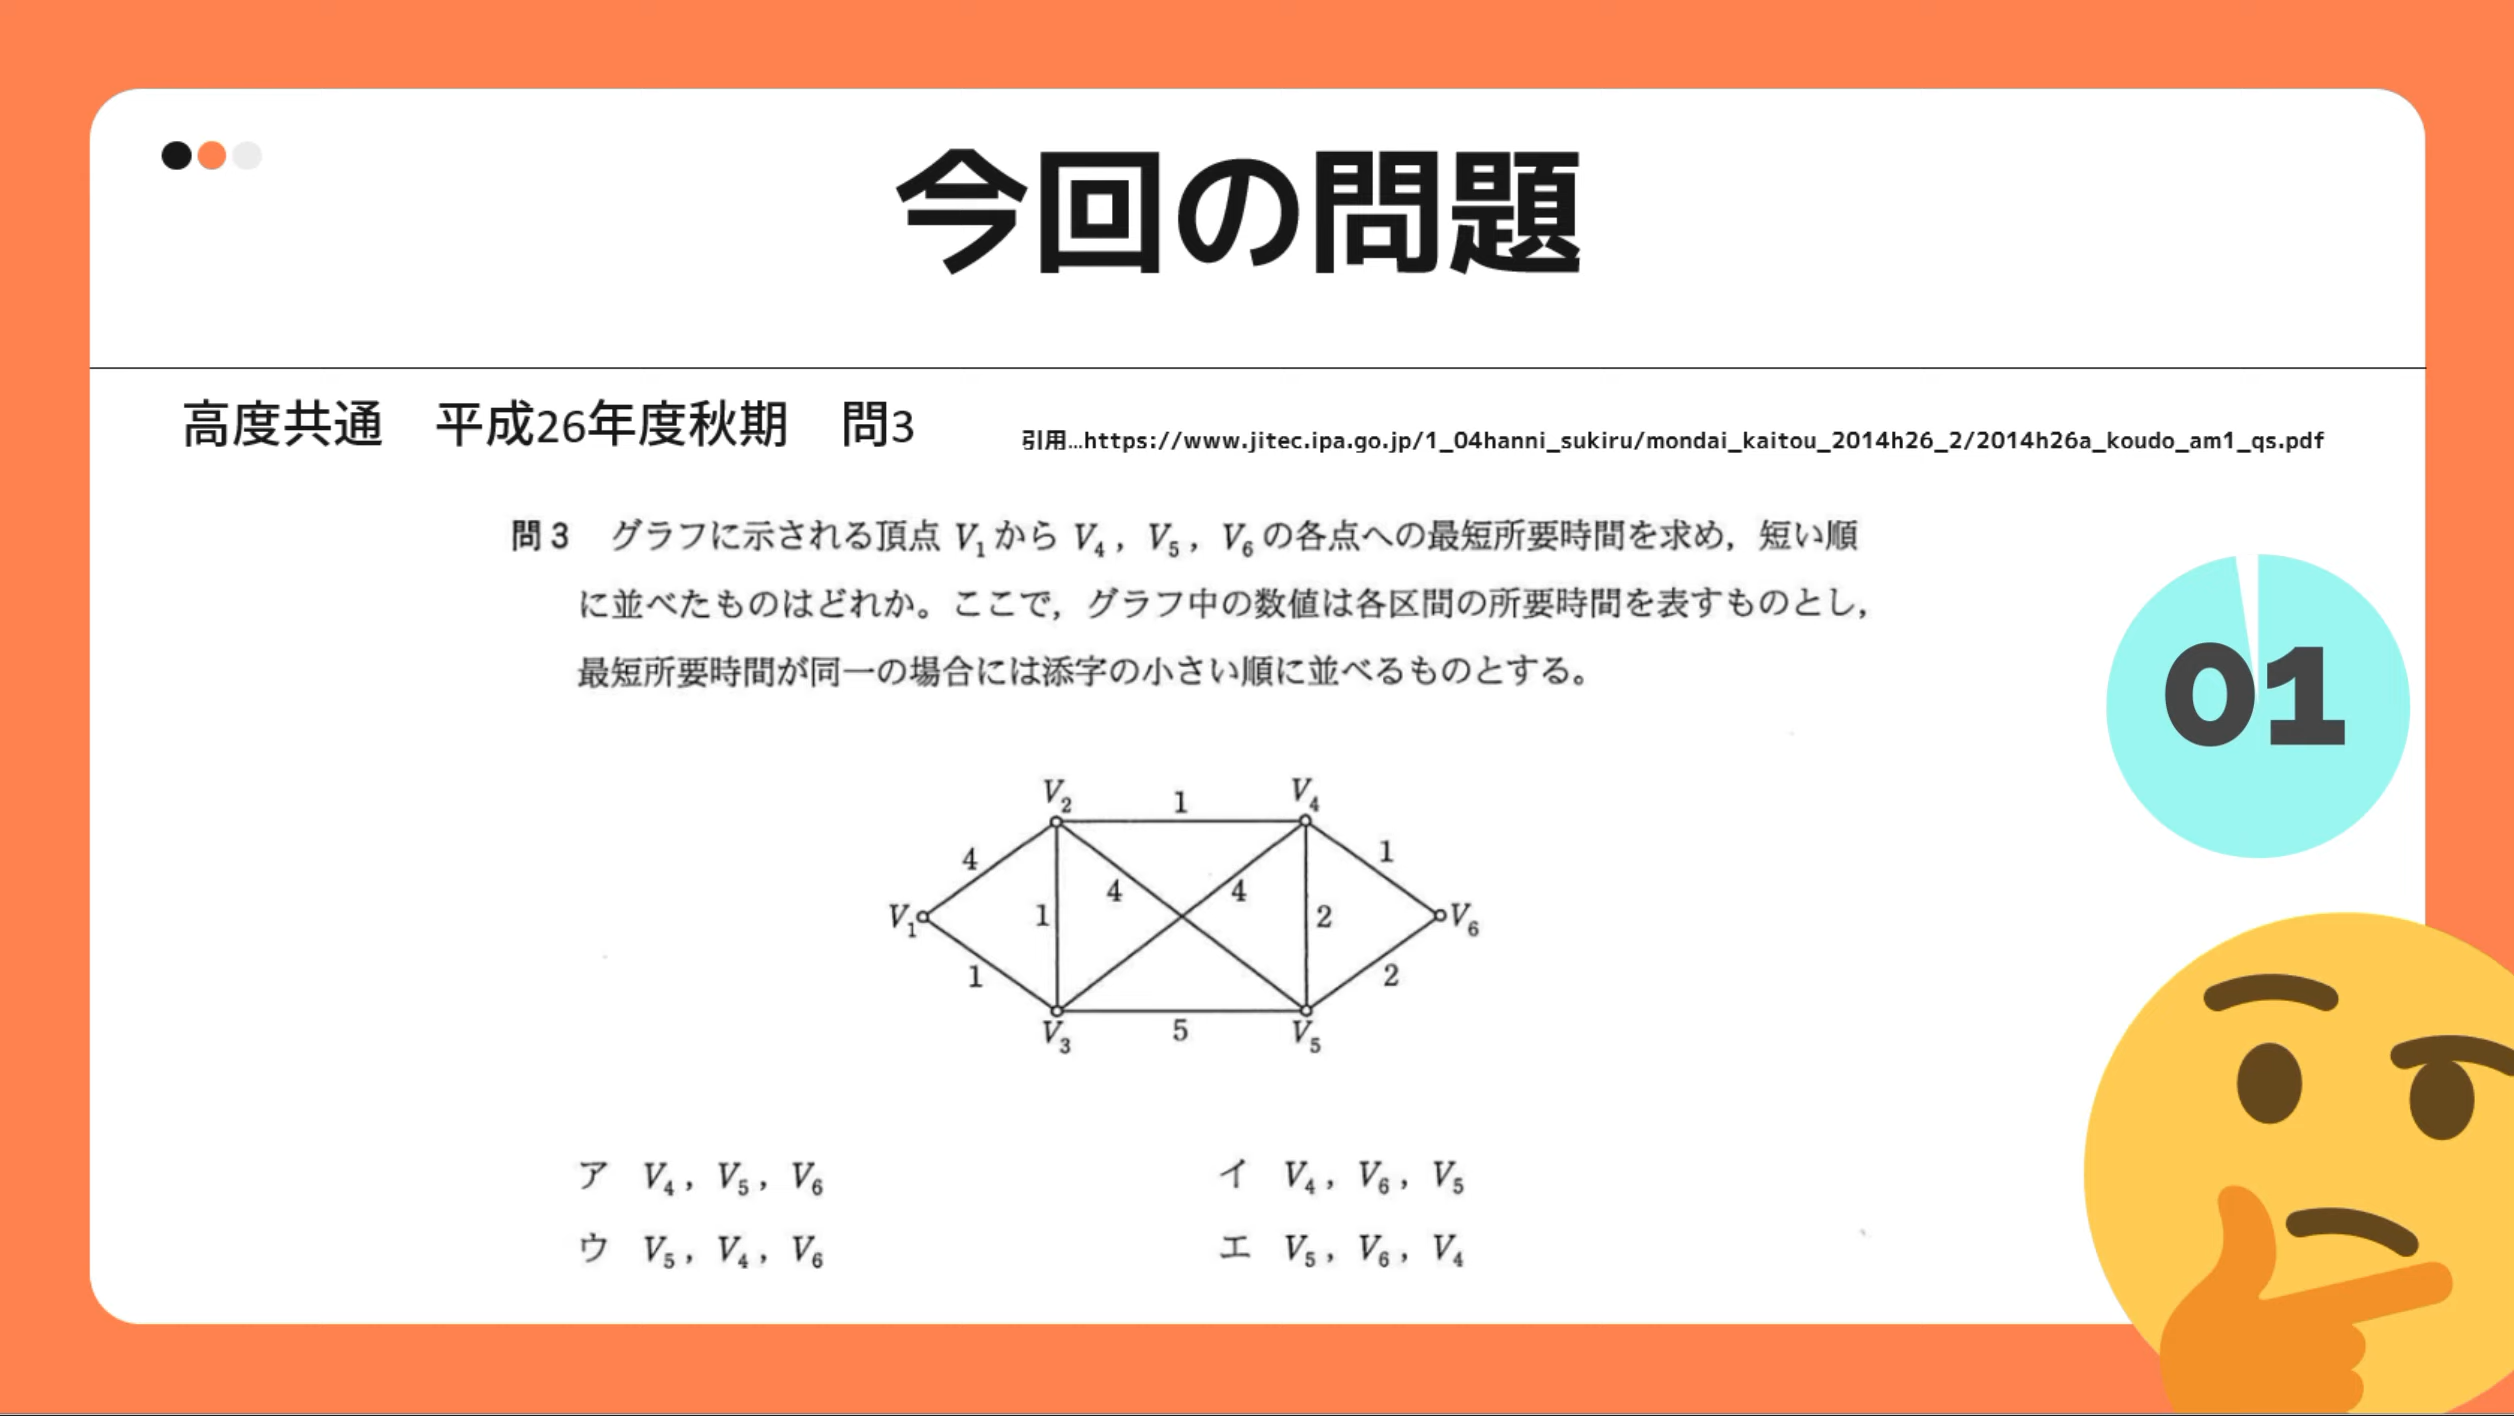 今回の問題
高度共通　平成26年度秋期　問3
引用…https://www.jitec.ipa.go.jp/1_04hanni_sukiru/mondai_kaitou_2014h26_2/2014h26a_koudo_am1_qs.pdf
問3　グラフに示される頂点 V1 から V4，V5，V6 の各点への最短所要時間を求め，短い順
に並べたものはどれか。ここで，グラフ中の数値は各区間の所要時間を表すものとし，
最短所要時間が同一の場合には添字の小さい順に並べるものとする。
01
V2 1 V4
4 1
4 4
V1 1 2 V6
1 2
V3 5 V5
ア　V4，V5，V6　イ　V4，V6，V5
ウ　V5，V4，V6　エ　V5，V6，V4